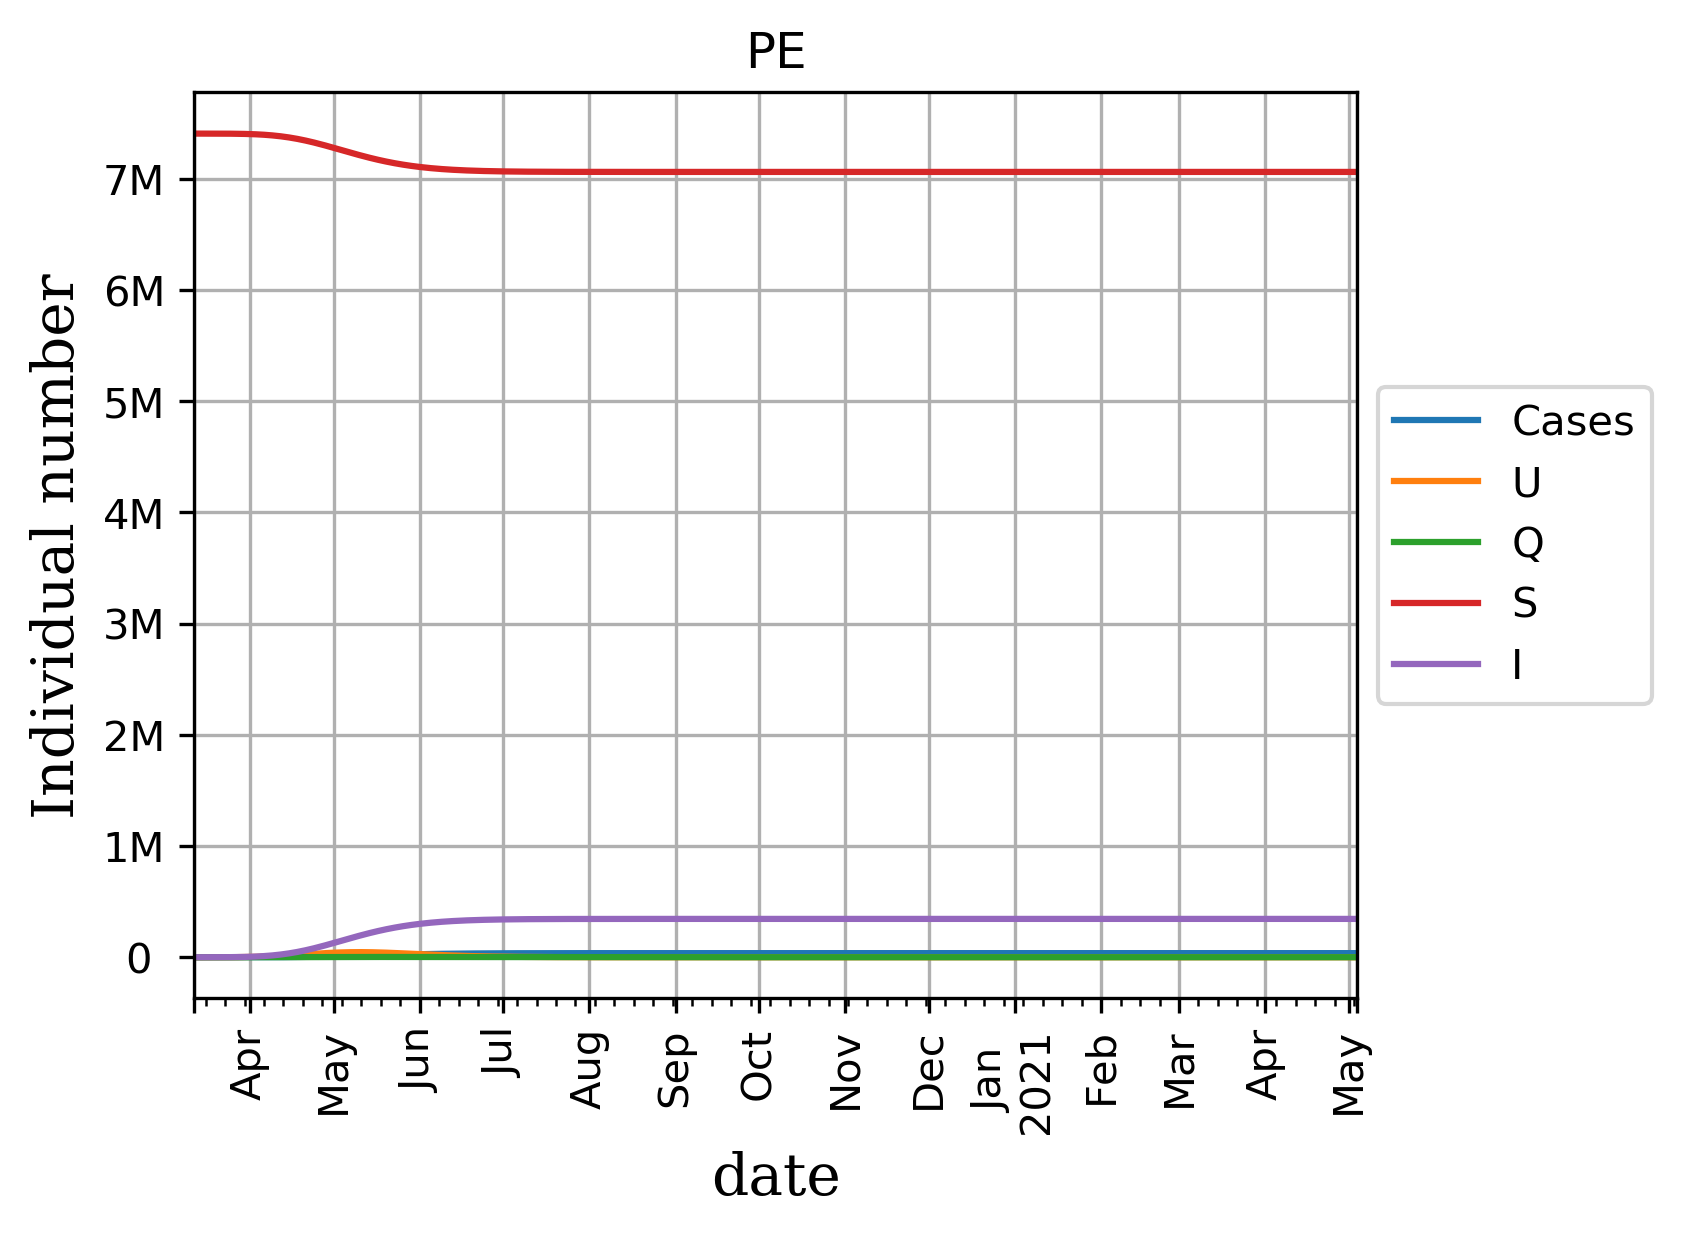 PE
Individual number
7M
6M
5M
4M
3M
2M
1M
0
Apr
May
Jun
Jul
Aug
Sep
Oct
Nov
Dec
Jan
2021
Feb
Mar
Apr
May
date
Cases
U
Q
S
I